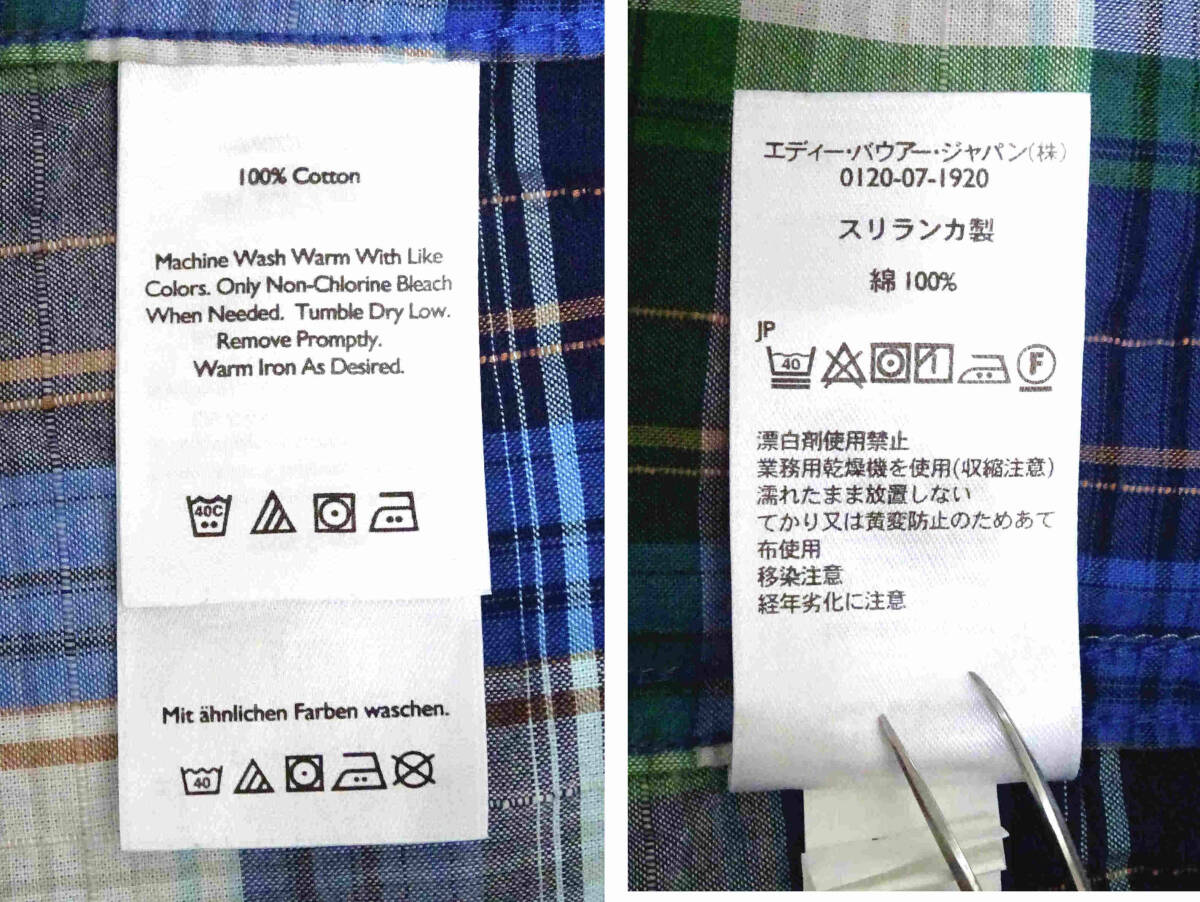 100% Cotton
Machine Wash Warm With Like
Colors. Only Non-Chlorine Bleach
When Needed. Tumble Dry Low.
Remove Promptly.
Warm Iron As Desired.
40C
Mit ähnlichen Farben waschen.
40
エディー・バウアー・ジャパン(株)
0120-07-1920
スリランカ製
綿 100%
JP
40 F
漂白剤使用禁止
業務用乾燥機を使用(収縮注意)
濡れたまま放置しない
てかり又は黄変防止のためあて
布使用
移染注意
経年劣化に注意